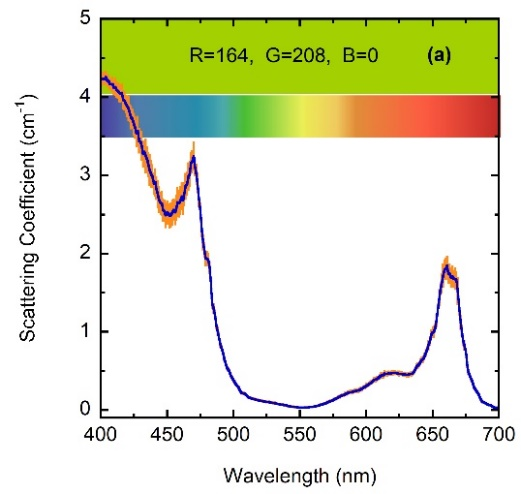 R=164, G=208, B=0 (a)
Scattering Coefficient (cm⁻¹)
5
4
3
2
1
0
400 450 500 550 600 650 700
Wavelength (nm)